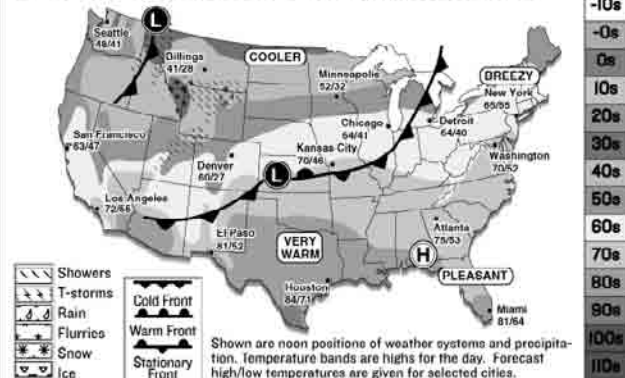 L
Seattle
49/41
Billings
41/28
COOLER
Minneapolis
52/32
BREEZY
New York
65/55
Chicago
64/41
Detroit
64/40
San Francisco
63/47
Kansas City
70/46
Denver
60/27
L
Washington
70/52
Los Angeles
72/55
El Paso
81/52
VERY
WARM
Atlanta
75/53
H
PLEASANT
Houston
84/71
Miami
81/64
Showers
T-storms
Rain
Flurries
Snow
Ice
Cold Front
Warm Front
Stationary
Front
Shown are noon positions of weather systems and precipita-
tion. Temperature bands are highs for the day. Forecast
high/low temperatures are given for selected cities.
-10s
-0s
0s
10s
20s
30s
40s
50s
60s
70s
80s
90s
100s
110s